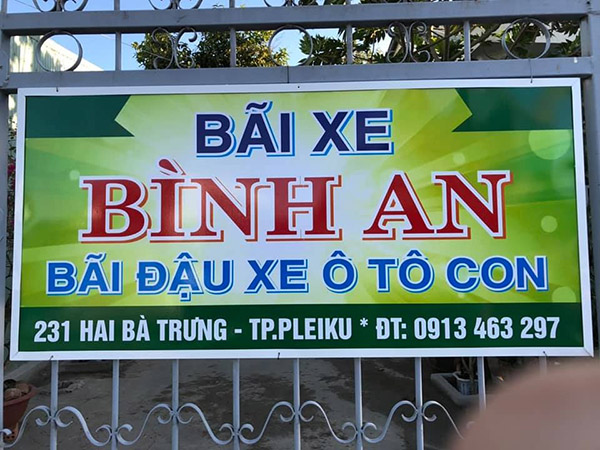 BÃI XE
BÌNH AN
BÃI ĐẬU XE Ô TÔ CON
231 HAI BÀ TRƯNG - TP.PLEIKU * ĐT: 0913 463 297